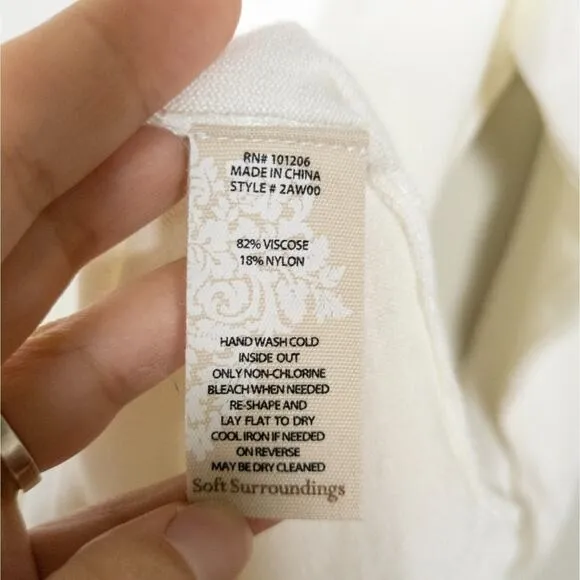 RN# 101206
MADE IN CHINA
STYLE # 2AW00
82% VISCOSE
18% NYLON
HAND WASH COLD
INSIDE OUT
ONLY NON-CHLORINE
BLEACH WHEN NEEDED
RE-SHAPE AND
LAY FLAT TO DRY
COOL IRON IF NEEDED
ON REVERSE
MAY BE DRY CLEANED
Soft Surroundings